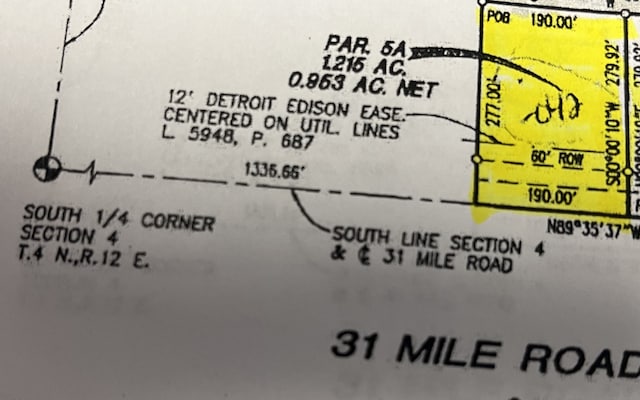 POB 190.00'
PAR. 5A
1.215 AC.
0.953 AC. NET
277.00'
S00°00'10"W 279.92'
12' DETROIT EDISON EASE.
CENTERED ON UTIL. LINES
L 5948, P. 687
60' ROW
1336.66'
190.00'
N89°35'37"W
SOUTH 1/4 CORNER
SECTION 4
T.4 N.,R.12 E.
SOUTH LINE SECTION 4
& ℄ 31 MILE ROAD
31 MILE ROAD